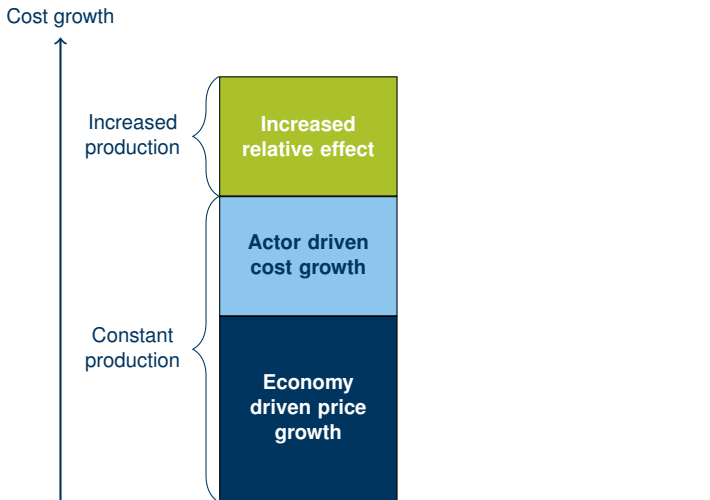 Cost growth
Increased
production
Increased
relative effect
Actor driven
cost growth
Constant
production
Economy
driven price
growth